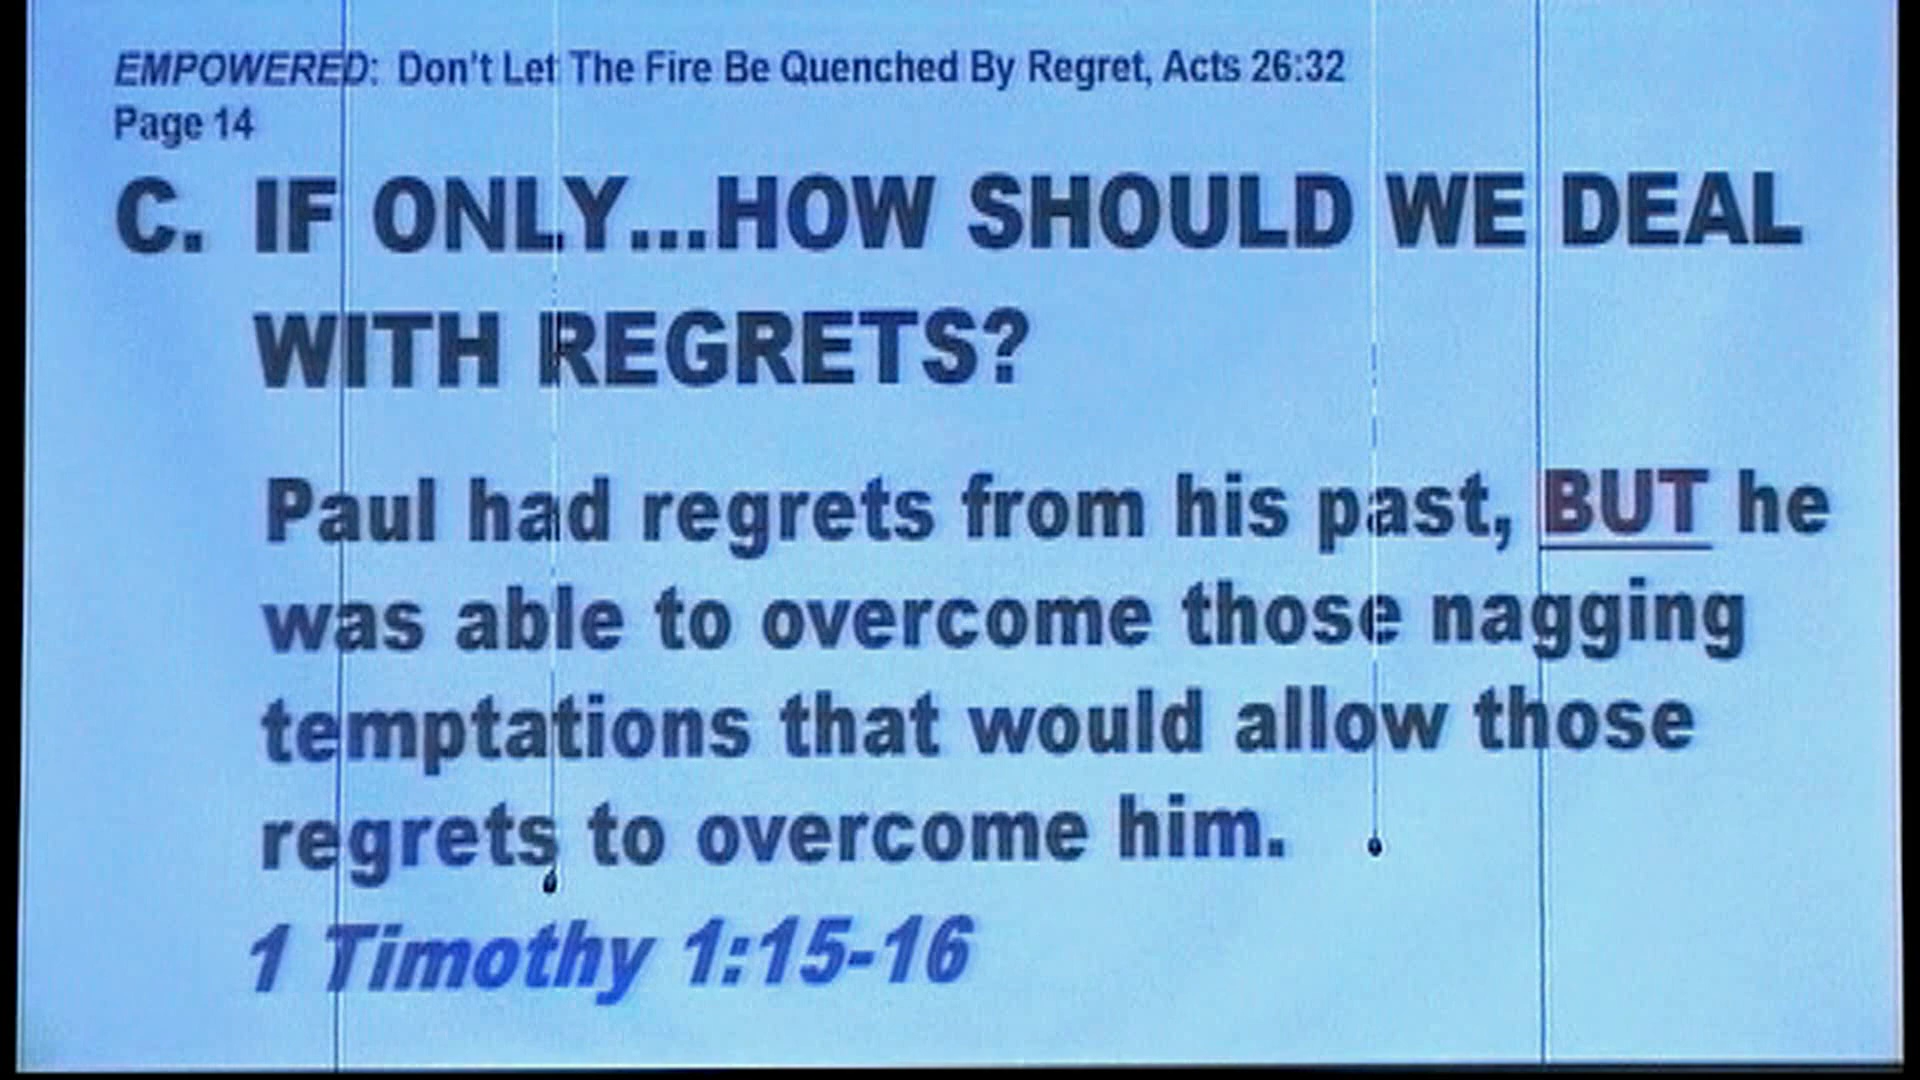 EMPOWERED: Don't Let The Fire Be Quenched By Regret, Acts 26:32
Page 14
C. IF ONLY...HOW SHOULD WE DEAL
WITH REGRETS?
Paul had regrets from his past, BUT he
was able to overcome those nagging
temptations that would allow those
regrets to overcome him.
1 Timothy 1:15-16